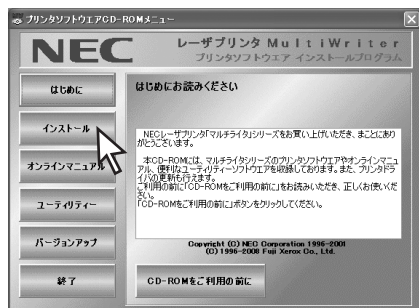 プリンタソフトウエアCD-ROMメニュー
NEC
レーザプリンタ MultiWriter
プリンタソフトウエア インストールプログラム
はじめに
インストール
オンラインマニュアル
ユーティリティー
バージョンアップ
終了
はじめにお読みください
NECレーザプリンタ「マルチライタ」シリーズをお買い上げいただき、まことにあり
がとうございます。
本CD-ROMには、マルチライタシリーズのプリンタソフトウエアやオンラインマニュ
アル、便利なユーティリティーソフトウエアを収録しております。また、プリンタドラ
イバの更新も行えます。
ご利用の前に「CD-ROMをご利用の前に」をお読みいただき、正しくお使いくだ
さい。
「CD-ROMをご利用の前に」ボタンをクリックしてください。
Copyright (C) NEC Corporation 1996-2001
(C) 1996-2008 Fuji Xerox Co., Ltd.
CD-ROMをご利用の前に